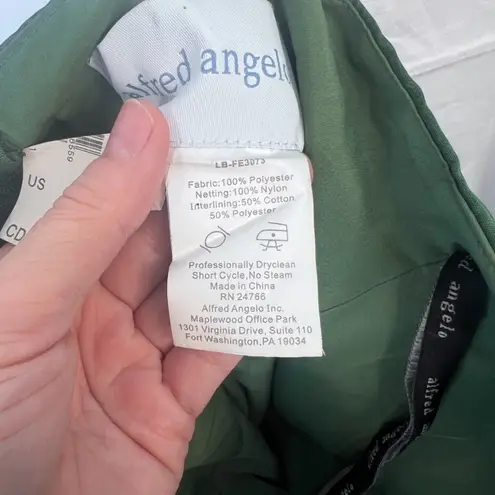 alfred angelo
LB-FE3073
Fabric:100% Polyester
Netting:100% Nylon
Interlining:50% Cotton
50% Polyester
Professionally Dryclean
Short Cycle,No Steam
Made in China
RN 24766
Alfred Angelo Inc.
Maplewood Office Park
1301 Virginia Drive, Suite 110
Fort Washington,PA 19034
US
CD
alfred angelo